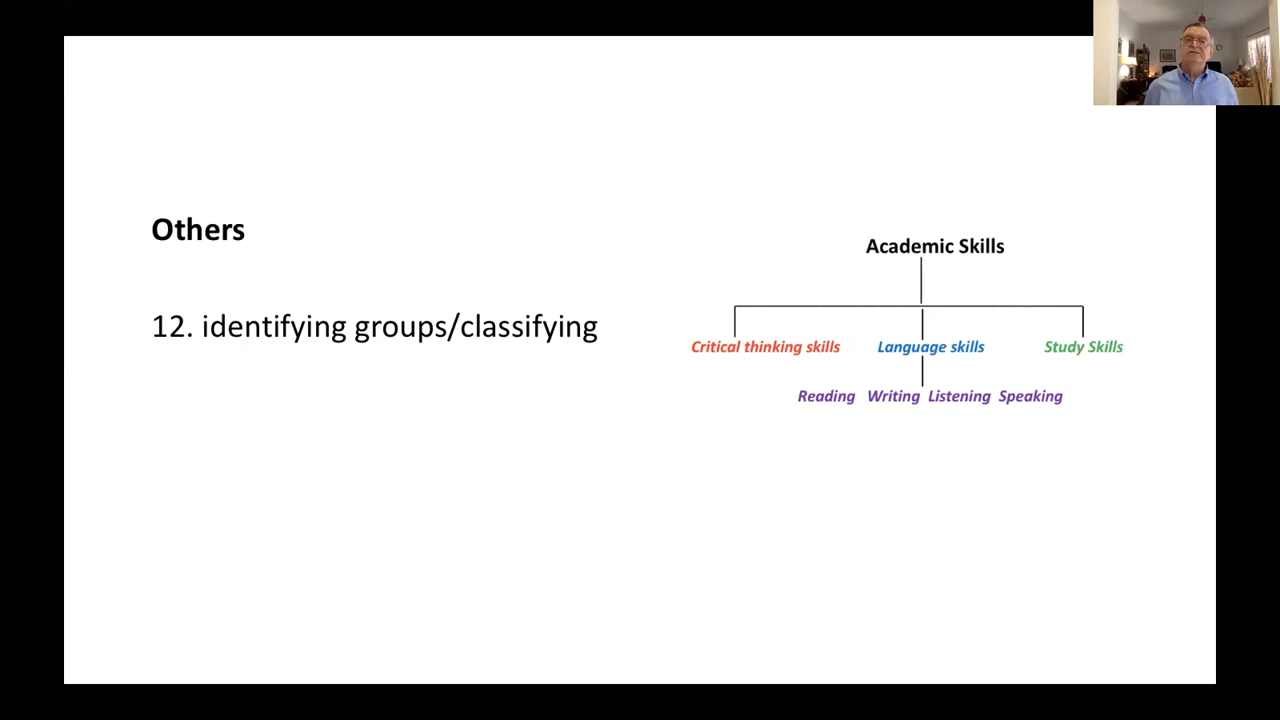 Others
12. identifying groups/classifying
Academic Skills
Critical thinking skills Language skills Study Skills
Reading Writing Listening Speaking